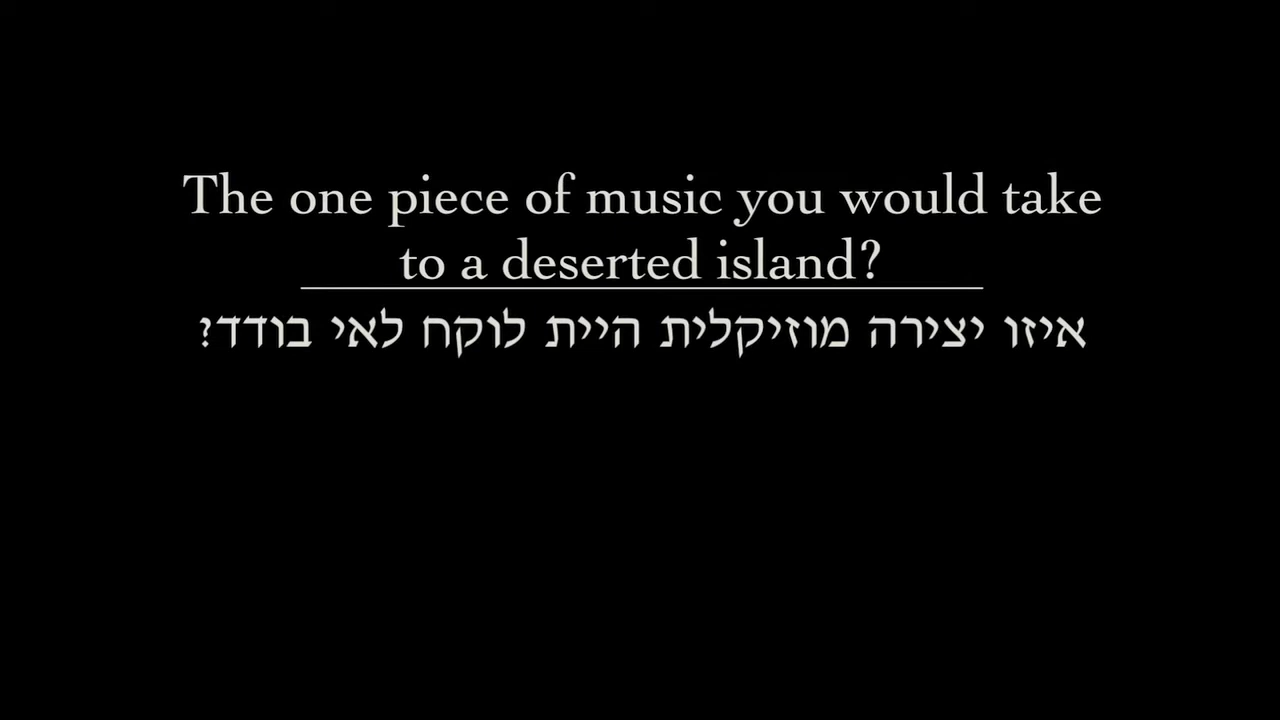 The one piece of music you would take
to a deserted island?
איזו יצירה מוזיקלית היית לוקח לאי בודד?